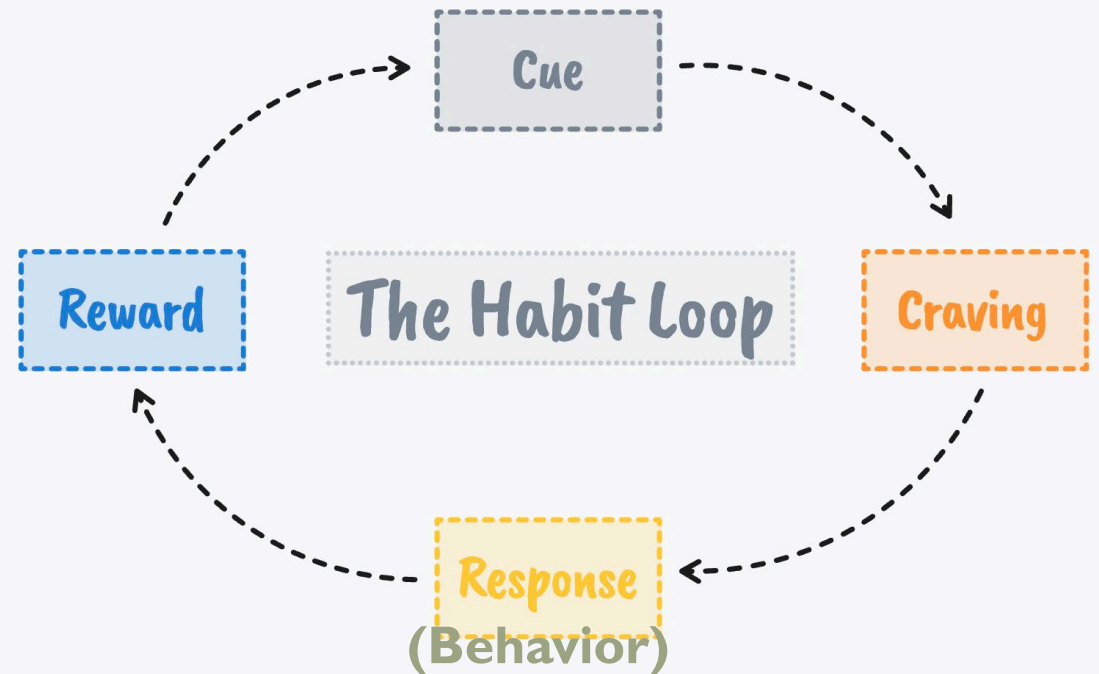 Cue
Reward
The Habit Loop
Craving
Response
(Behavior)